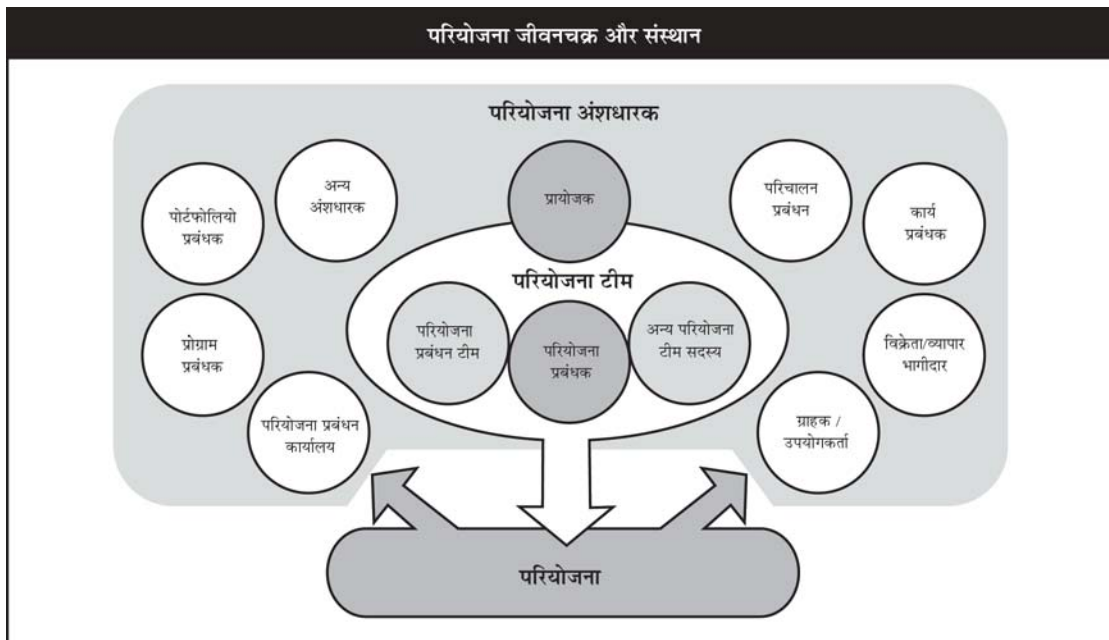 परियोजना जीवनचक्र और संस्थान
परियोजना अंशधारक
पोर्टफोलियो
प्रबंधक
अन्य
अंशधारक
प्रायोजक
परिचालन
प्रबंधन
कार्य
प्रबंधक
परियोजना टीम
प्रोग्राम
प्रबंधक
परियोजना
प्रबंधन टीम
परियोजना
प्रबंधक
अन्य परियोजना
टीम सदस्य
विक्रेता/व्यापार
भागीदार
परियोजना प्रबंधन
कार्यालय
ग्राहक /
उपयोगकर्ता
परियोजना